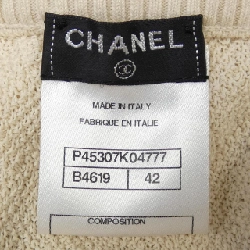 CHANEL
MADE IN ITALY
FABRIQUE EN ITALIE
P45307K04777
B4619 42
COMPOSITION